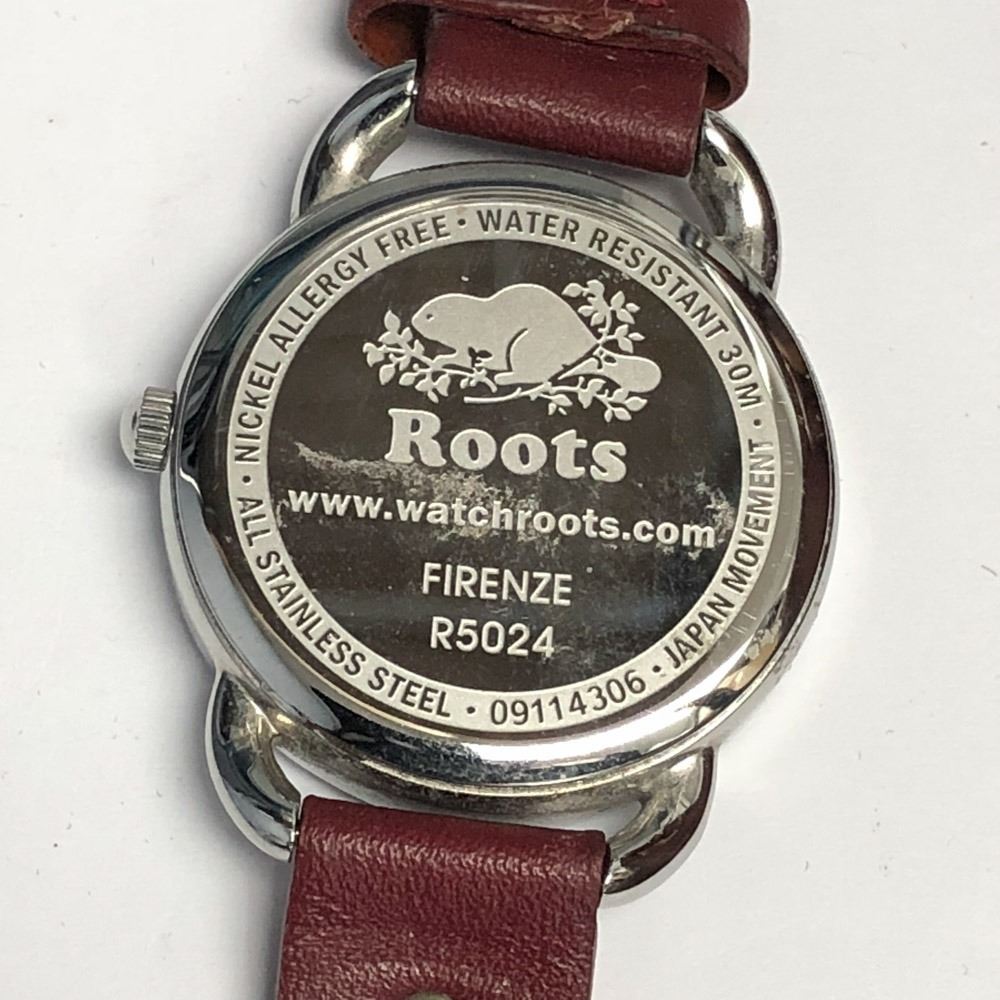 NICKEL ALLERGY FREE • WATER RESISTANT 30M • JAPAN MOVEMENT • 09114306 • ALL STAINLESS STEEL •
Roots
www.watchroots.com
FIRENZE
R5024